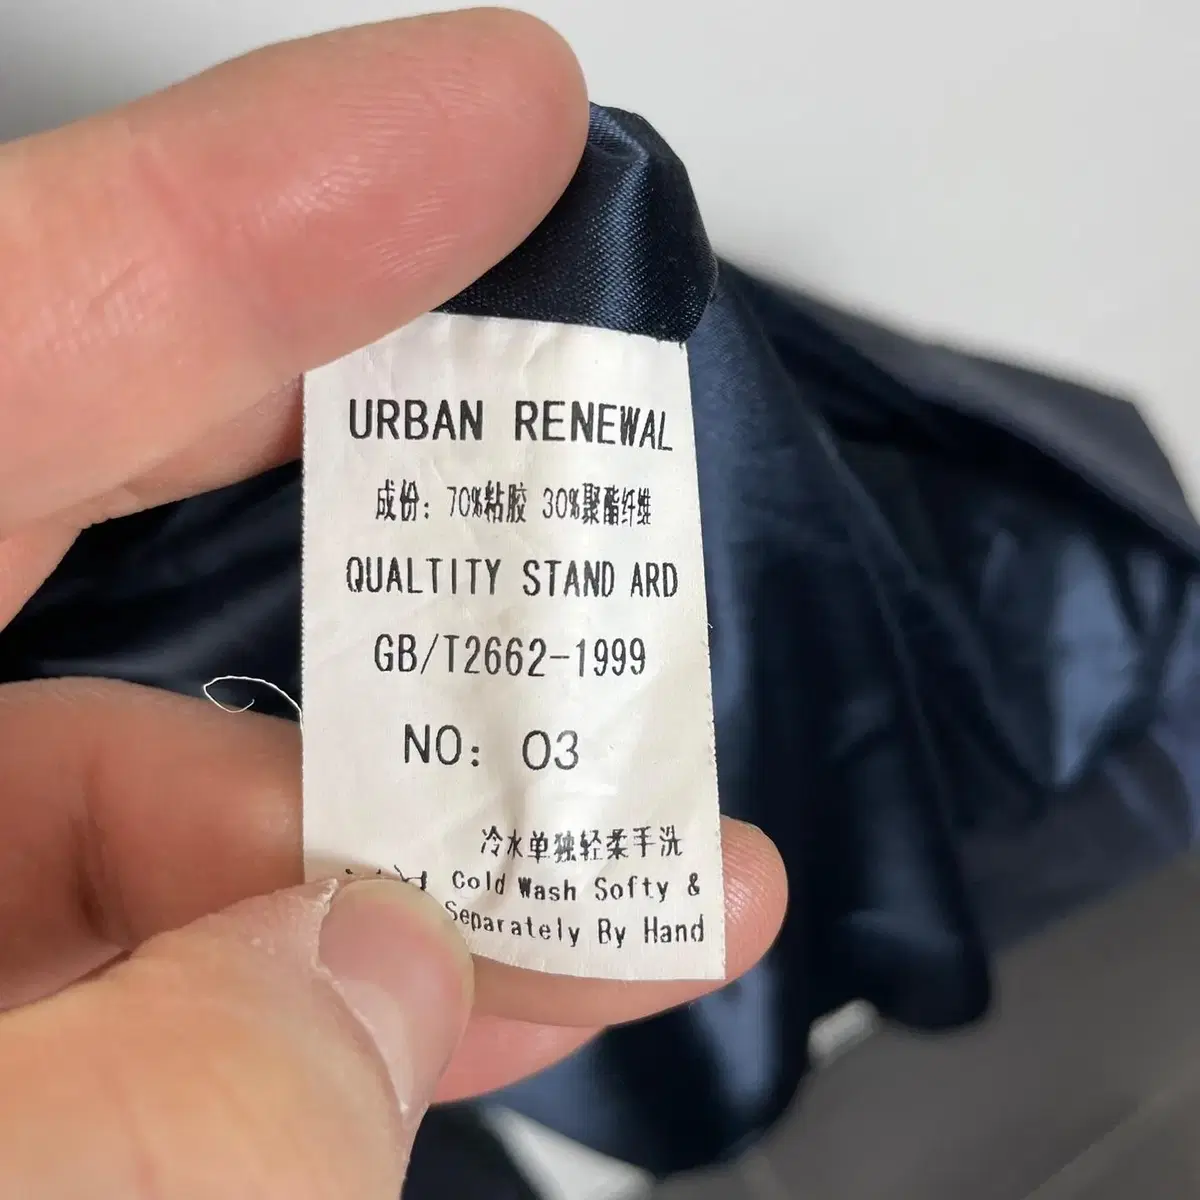 URBAN RENEWAL
成份: 70%粘胶 30%聚酯纤维
QUALTITY STAND ARD
GB/T2662-1999
NO: 03
冷水单独轻柔手洗
Cold Wash Softy &
Separately By Hand